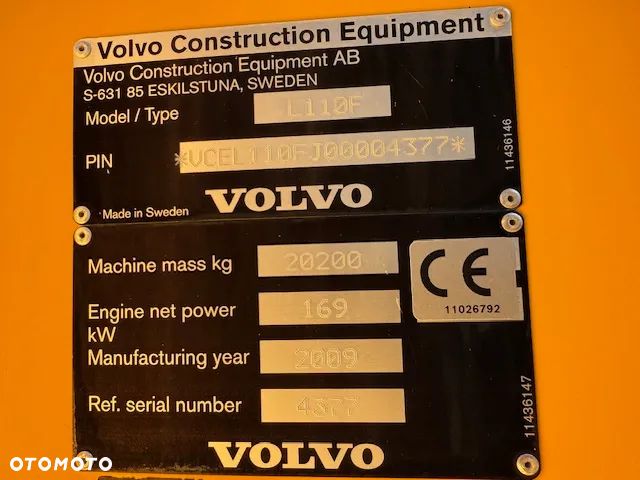 Volvo Construction Equipment
Volvo Construction Equipment AB
S-631 85 ESKILSTUNA, SWEDEN
Model / Type L110F
PIN *VCEL110FJ00004377*
11436146
VOLVO
Made in Sweden
Machine mass kg 20200
CE
11026792
Engine net power kW 169
Manufacturing year 2009
Ref. serial number 4377
11436147
VOLVO
OTOMOTO